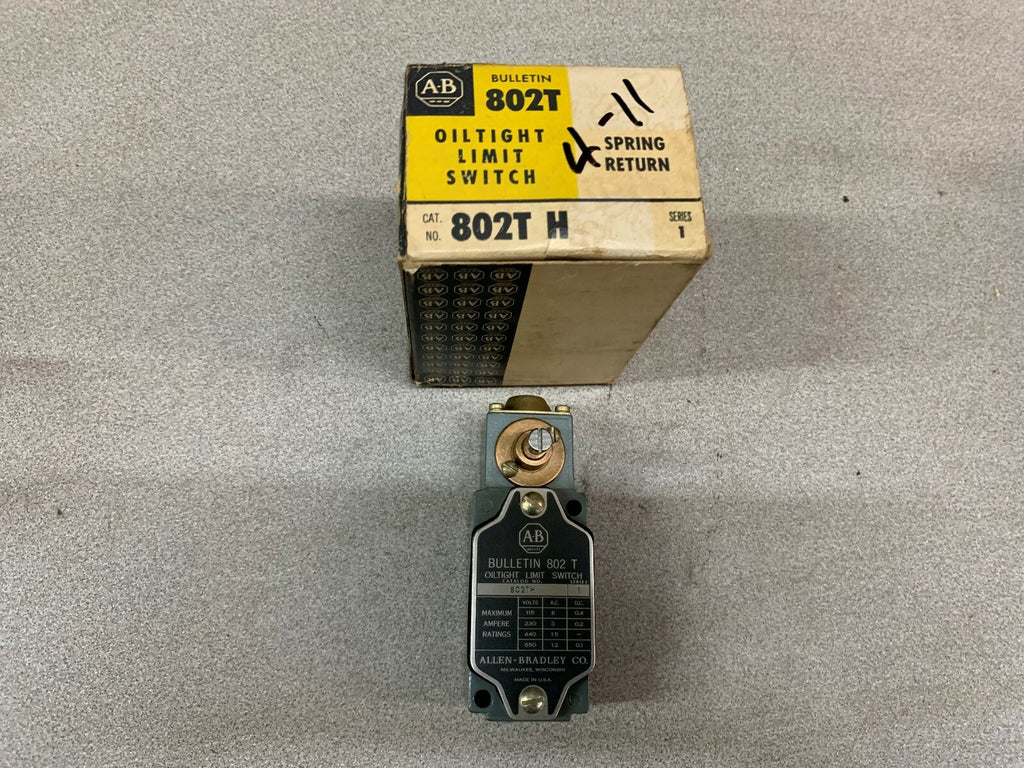 A-B
BULLETIN
802T
4-11
OILTIGHT
LIMIT
SWITCH
SPRING
RETURN
CAT.
NO.
802T H
SERIES
1
A-B
BULLETIN 802 T
OILTIGHT LIMIT SWITCH
CATALOG NO. SERIES
802TH 1
VOLTS A.C. D.C.
MAXIMUM 115 6 0.4
AMPERE 230 3 0.2
RATINGS 440 1.5 –
550 1.2 0.1
ALLEN-BRADLEY CO.
MILWAUKEE, WISCONSIN
MADE IN U.S.A.